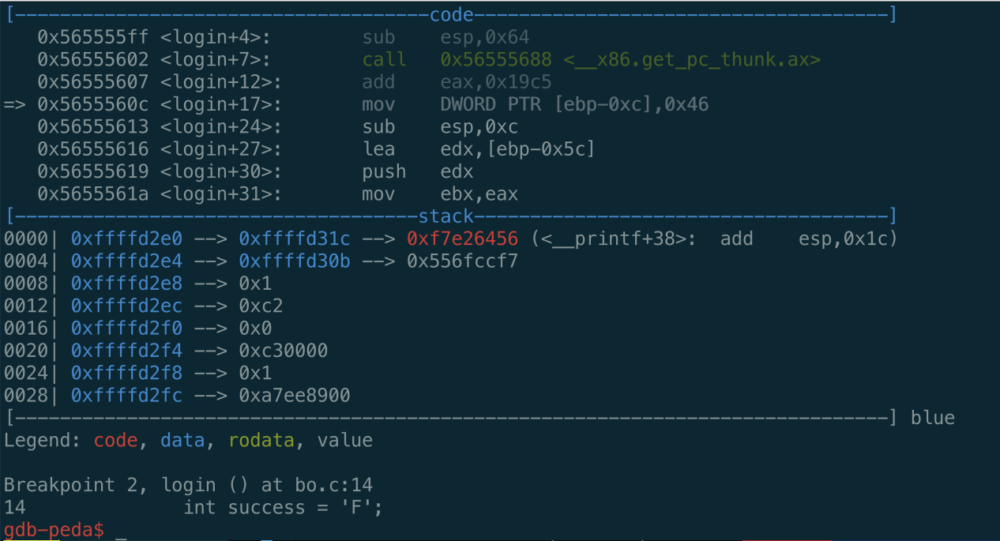 [-------------------------------------code-------------------------------------]
   0x565555ff <login+4>:	sub    esp,0x64
   0x56555602 <login+7>:	call   0x56555688 <__x86.get_pc_thunk.ax>
   0x56555607 <login+12>:	add    eax,0x19c5
=> 0x5655560c <login+17>:	mov    DWORD PTR [ebp-0xc],0x46
   0x56555613 <login+24>:	sub    esp,0xc
   0x56555616 <login+27>:	lea    edx,[ebp-0x5c]
   0x56555619 <login+30>:	push   edx
   0x5655561a <login+31>:	mov    ebx,eax
[------------------------------------stack-------------------------------------]
0000| 0xffffd2e0 --> 0xffffd31c --> 0xf7e26456 (<__printf+38>:	add    esp,0x1c)
0004| 0xffffd2e4 --> 0xffffd30b --> 0x556fccf7
0008| 0xffffd2e8 --> 0x1
0012| 0xffffd2ec --> 0xc2
0016| 0xffffd2f0 --> 0x0
0020| 0xffffd2f4 --> 0xc30000
0024| 0xffffd2f8 --> 0x1
0028| 0xffffd2fc --> 0xa7ee8900
[------------------------------------------------------------------------------] blue
Legend: code, data, rodata, value
Breakpoint 2, login () at bo.c:14
14	        int success = 'F';
gdb-peda$ _